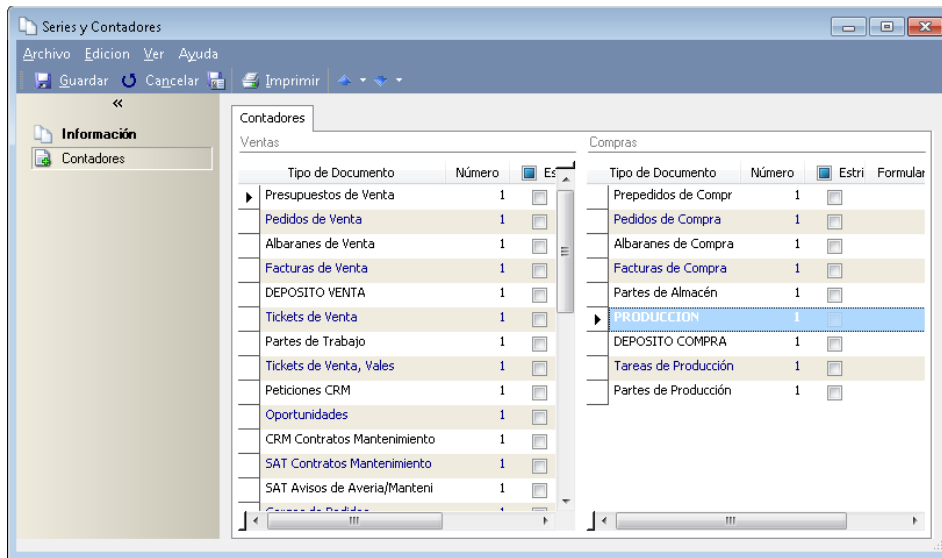 Series y Contadores
Archivo Edicion Ver Ayuda
Guardar Cancelar Imprimir
«
Información
Contadores
Contadores
Ventas
Tipo de Documento Número Es
Presupuestos de Venta 1
Pedidos de Venta 1
Albaranes de Venta 1
Facturas de Venta 1
DEPOSITO VENTA 1
Tickets de Venta 1
Partes de Trabajo 1
Tickets de Venta, Vales 1
Peticiones CRM 1
Oportunidades 1
CRM Contratos Mantenimiento 1
SAT Contratos Mantenimiento 1
SAT Avisos de Averia/Manteni 1
Cargos de Pedidos 1
Compras
Tipo de Documento Número Estri Formular
Prepedidos de Compr 1
Pedidos de Compra 1
Albaranes de Compra 1
Facturas de Compra 1
Partes de Almacén 1
PRODUCCION 1
DEPOSITO COMPRA 1
Tareas de Producción 1
Partes de Producción 1